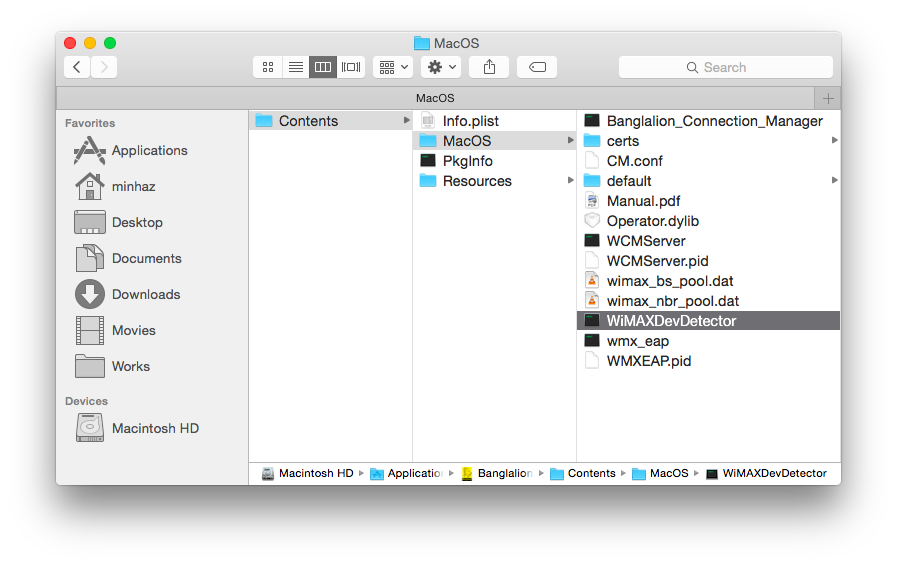 MacOS
Search
MacOS
Favorites
Applications
minhaz
Desktop
Documents
Downloads
Movies
Works
Devices
Macintosh HD
Contents
Info.plist
MacOS
PkgInfo
Resources
Banglalion_Connection_Manager
certs
CM.conf
default
Manual.pdf
Operator.dylib
WCMServer
WCMServer.pid
wimax_bs_pool.dat
wimax_nbr_pool.dat
WiMAXDevDetector
wmx_eap
WMXEAP.pid
Macintosh HD Applicatio Banglalion Contents MacOS WiMAXDevDetector